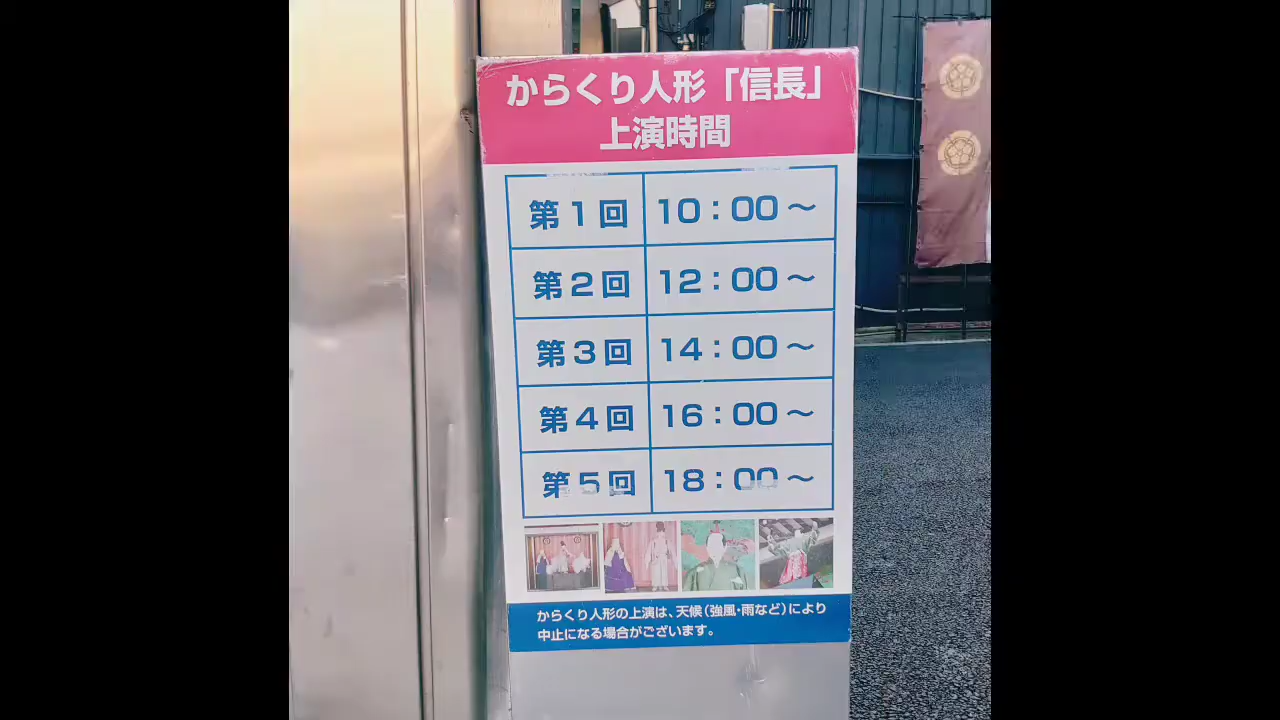 からくり人形「信長」
上演時間
第1回 10:00～
第2回 12:00～
第3回 14:00～
第4回 16:00～
第5回 18:00～
からくり人形の上演は、天候（強風・雨など）により
中止になる場合がございます。